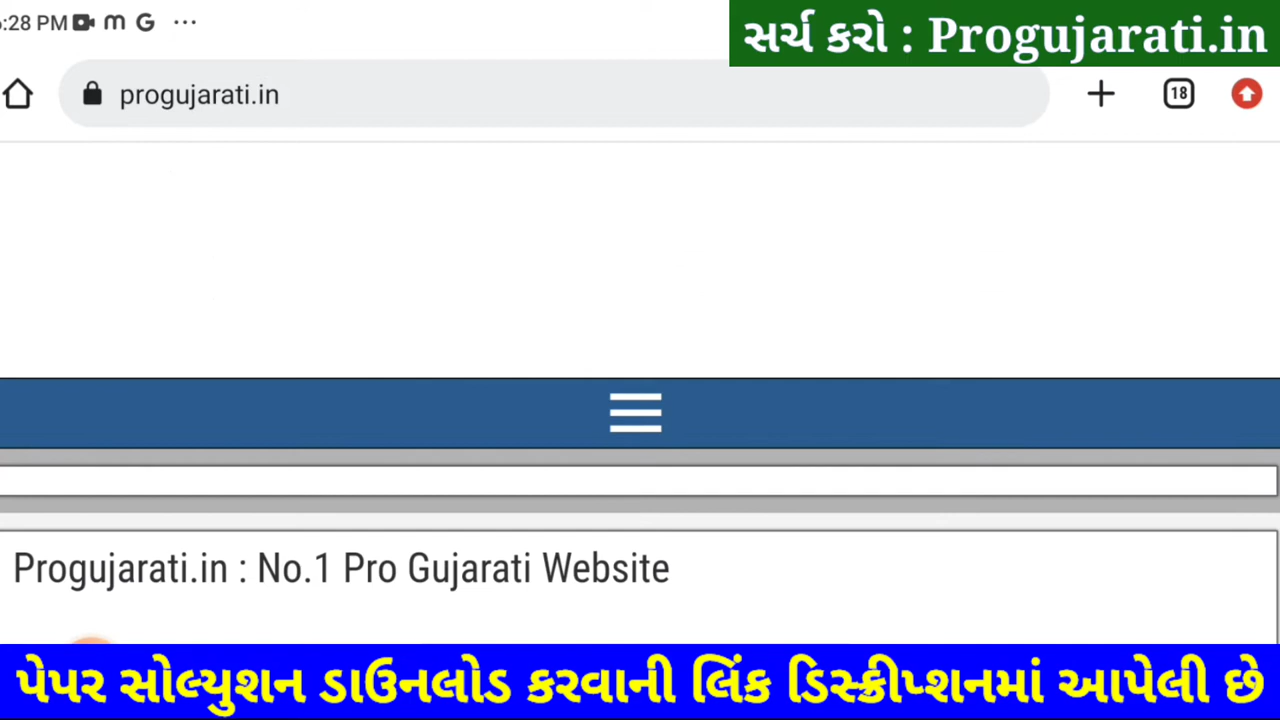 :28 PM m G ...
સર્ચ કરો : Progujarati.in
progujarati.in
18
Progujarati.in : No.1 Pro Gujarati Website
પેપર સોલ્યુશન ડાઉનલોડ કરવાની લિંક ડિસ્ક્રીપ્શનમાં આપેલી છે